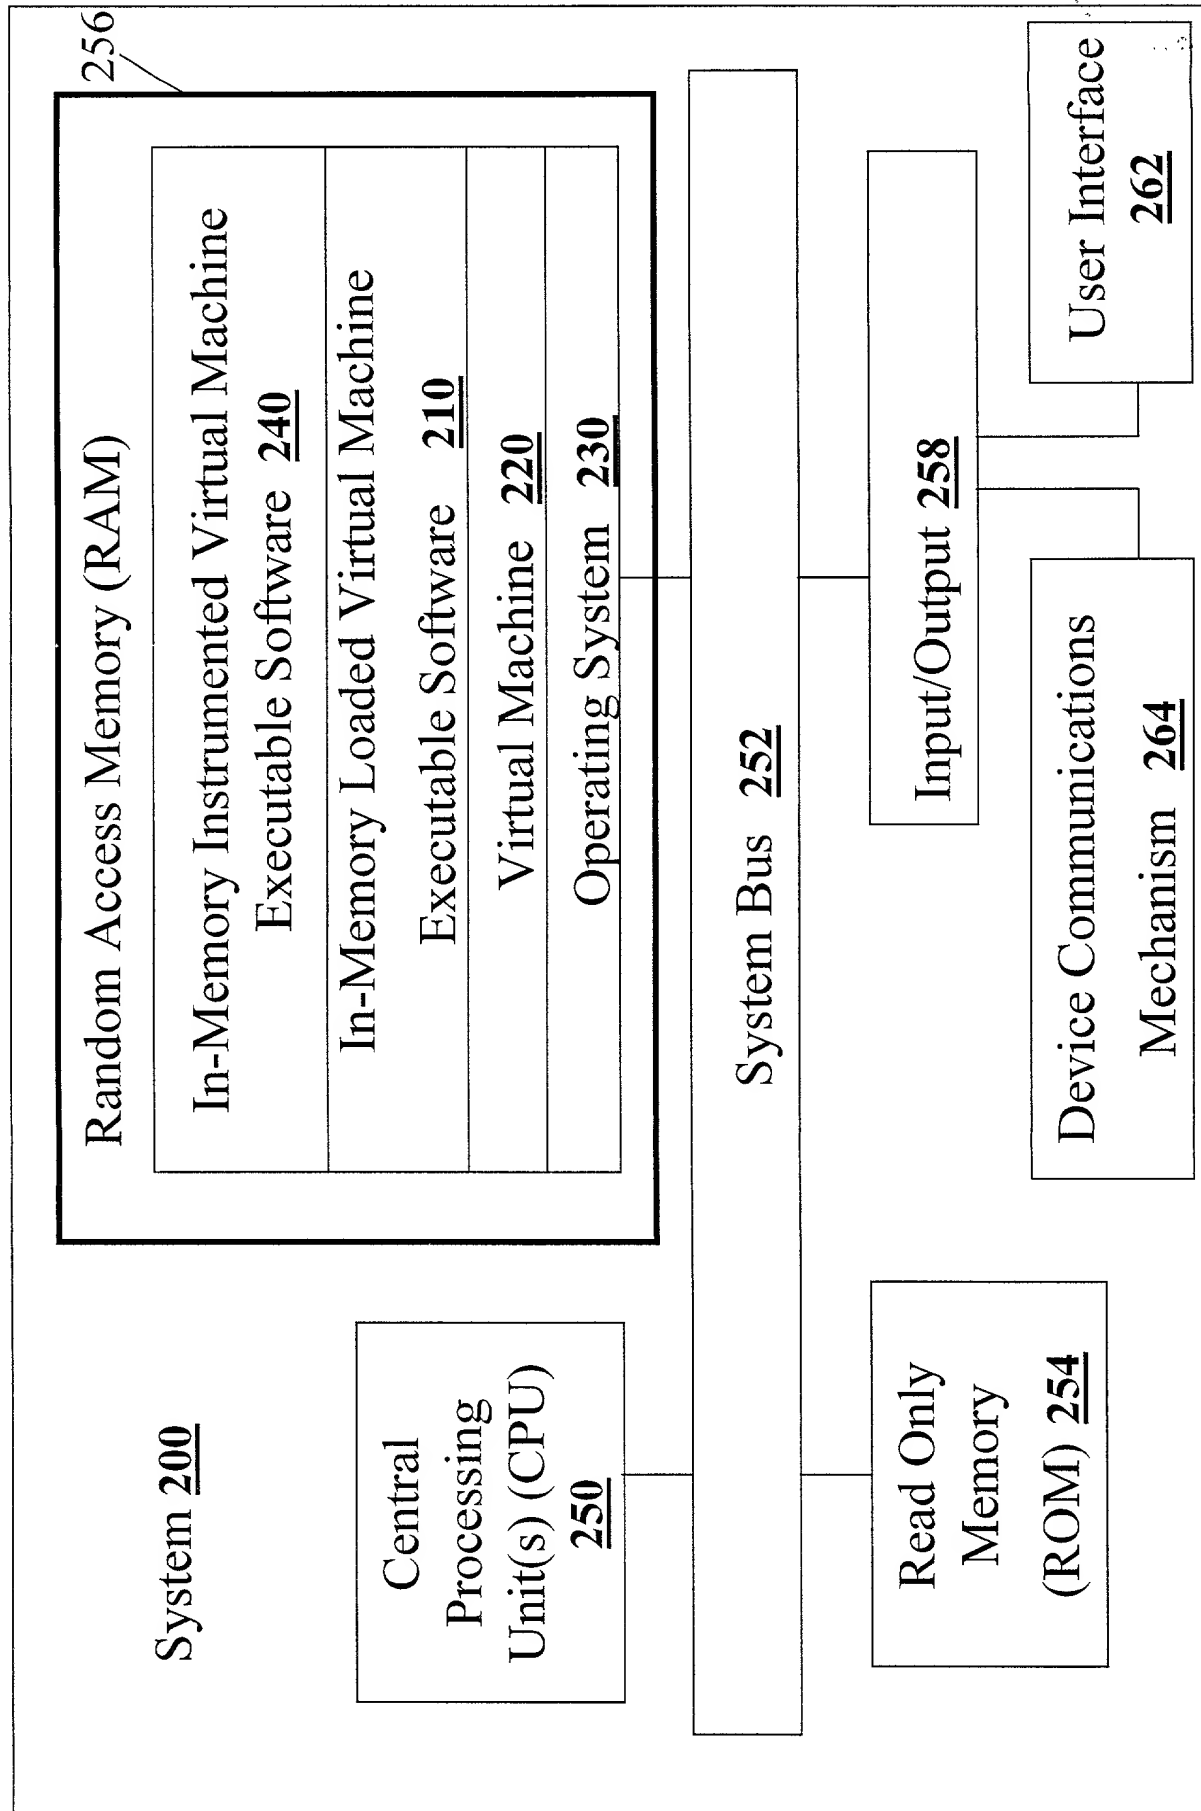 256
Random Access Memory (RAM)
In-Memory Instrumented Virtual Machine
Executable Software 240
In-Memory Loaded Virtual Machine
Executable Software 210
Virtual Machine 220
Operating System 230
System 200
Central
Processing
Unit(s) (CPU)
250
System Bus 252
Read Only
Memory
(ROM) 254
Input/Output 258
Device Communications
Mechanism 264
User Interface
262